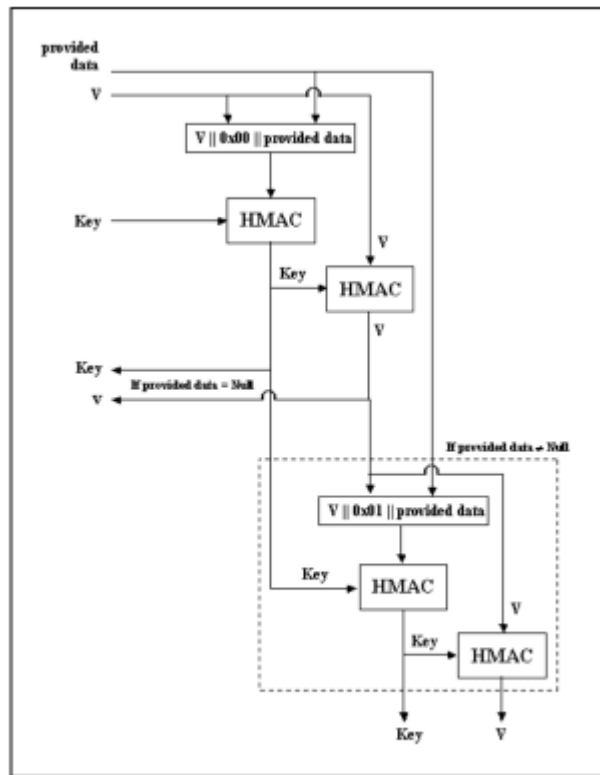 provided
data
V
V || 0x00 || provided data
Key
HMAC
V
Key
HMAC
V
Key
If provided data = Null
V
If provided data ≠ Null
V || 0x01 || provided data
Key
HMAC
V
Key
HMAC
Key
V